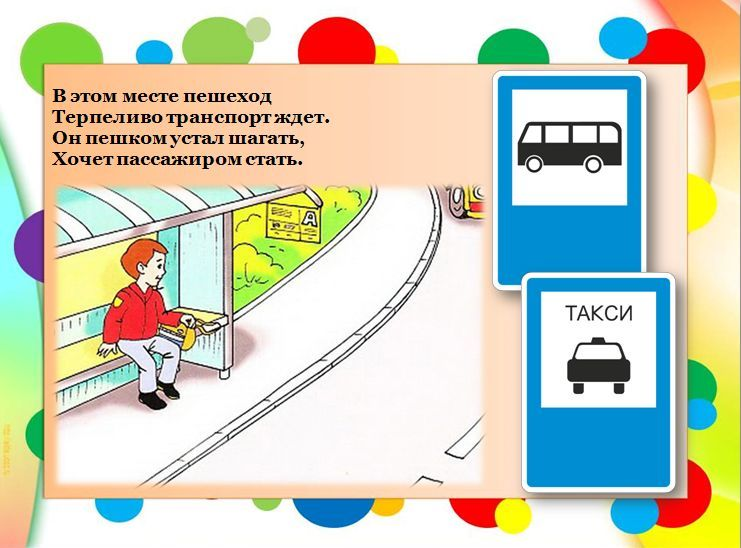 В этом месте пешеход
Терпеливо транспорт ждет.
Он пешком устал шагать,
Хочет пассажиром стать.
А
ТАКСИ